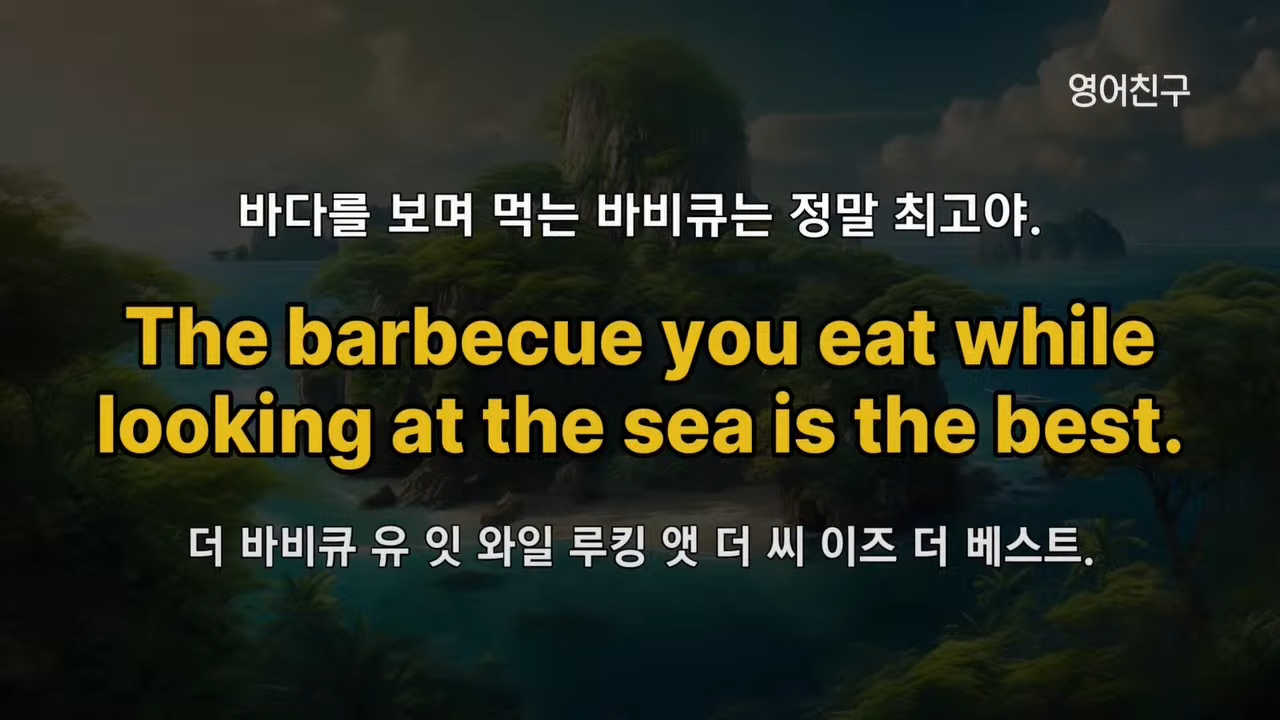 영어친구
바다를 보며 먹는 바비큐는 정말 최고야.
The barbecue you eat while
looking at the sea is the best.
더 바비큐 유 잇 와일 루킹 앳 더 씨 이즈 더 베스트.